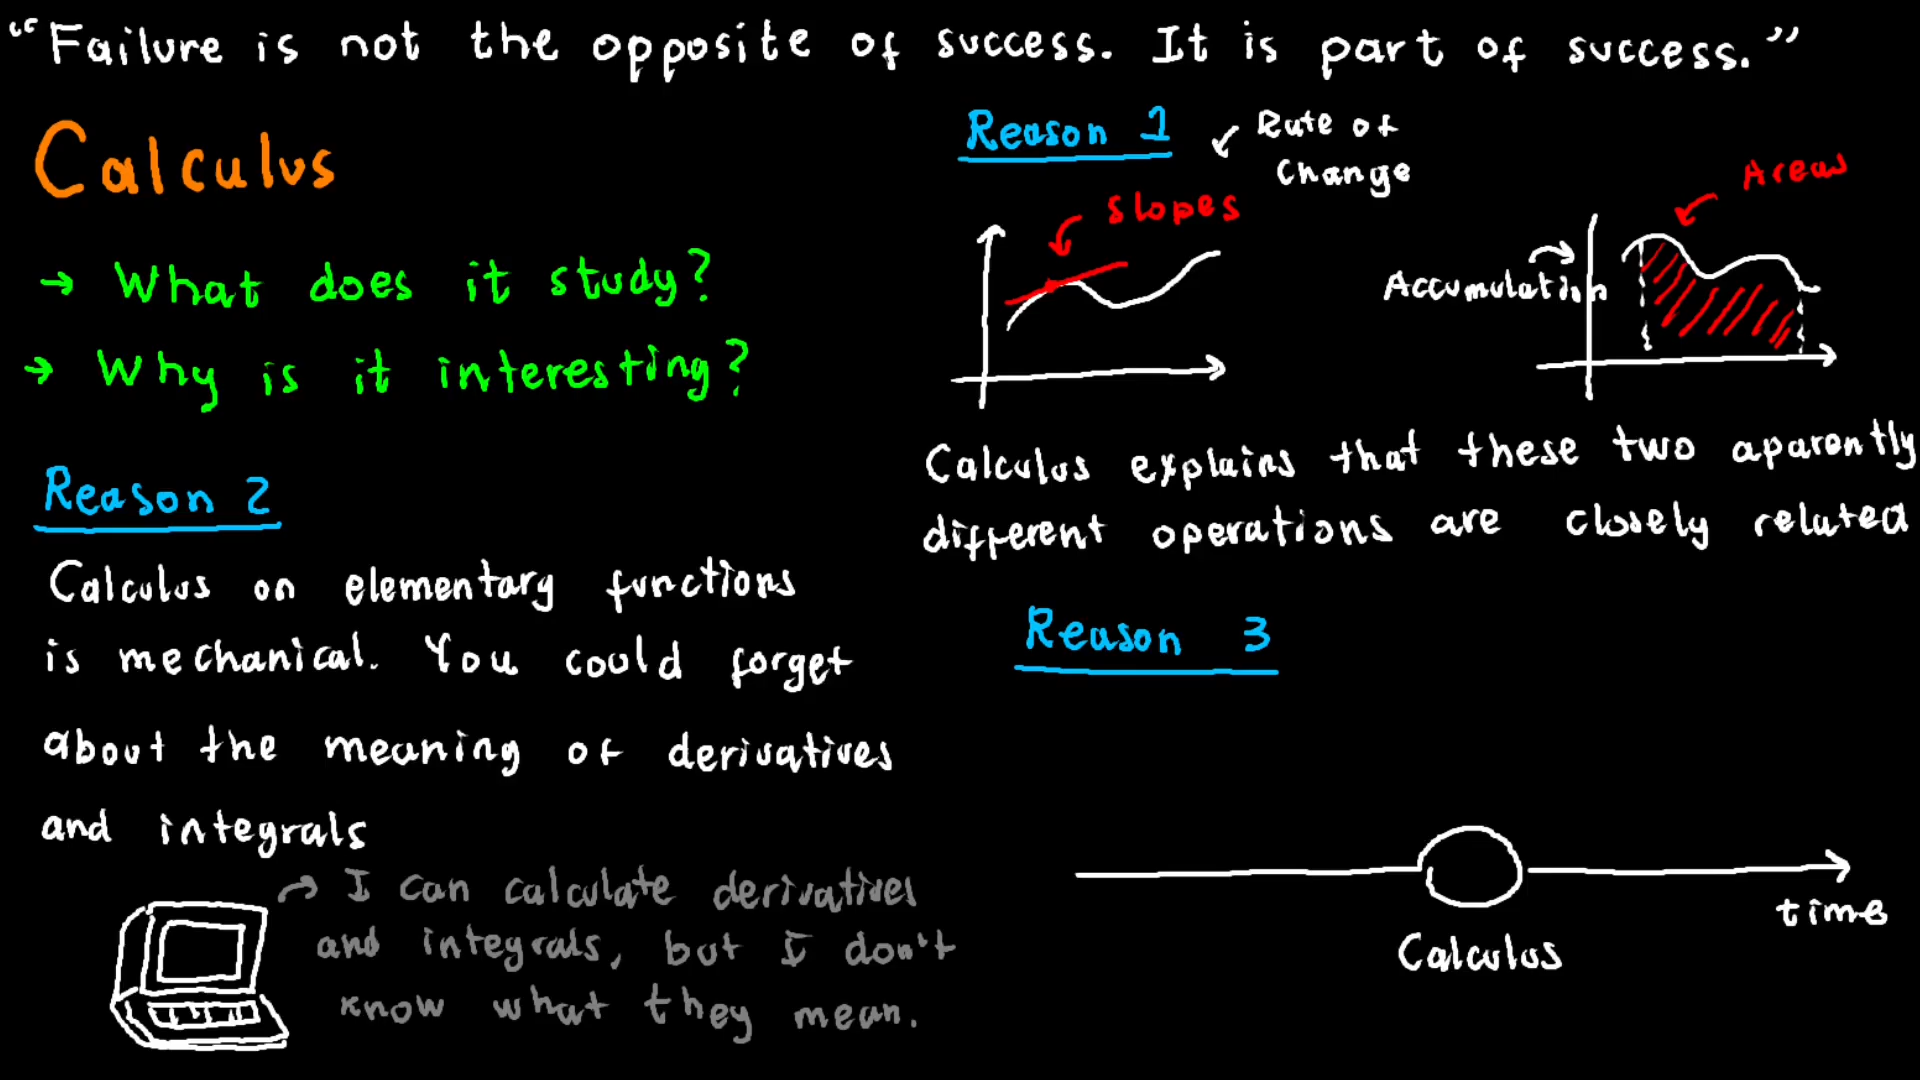 "Failure is not the opposite of success. It is part of success."
Calculus
→ What does it study?
→ Why is it interesting?
Reason 1
Rate of
Change
Slopes
Areas
Accumulation
Calculus explains that these two aparently
different operations are closely related
Reason 2
Calculus on elementary functions
is mechanical. You could forget
about the meaning of derivatives
and integrals
I can calculate derivatives
and integrals, but I don't
know what they mean.
Reason 3
time
Calculus